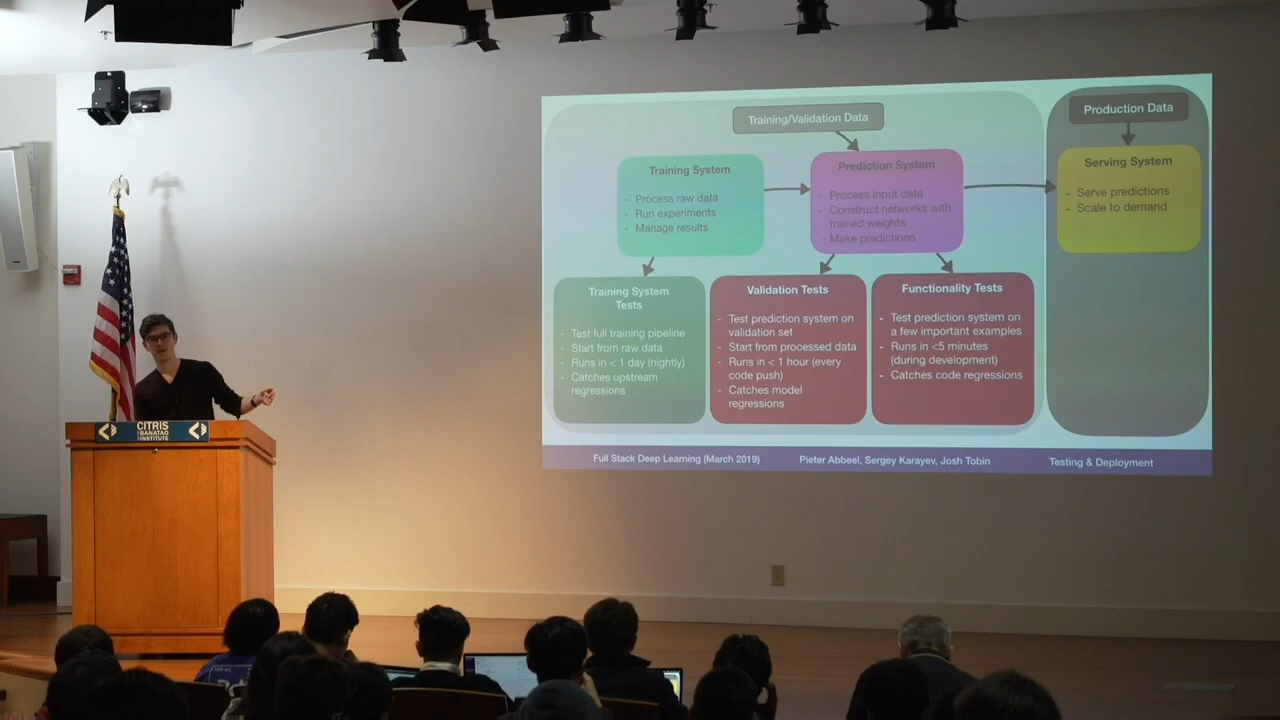 Training/Validation Data
Production Data
Training System
- Process raw data
- Run experiments
- Manage results
Prediction System
- Process input data
- Construct networks with
trained weights
- Make predictions
Serving System
- Serve predictions
- Scale to demand
Training System
Tests
- Test full training pipeline
- Start from raw data
- Runs in < 1 day (nightly)
- Catches upstream
regressions
Validation Tests
- Test prediction system on
validation set
- Start from processed data
- Runs in < 1 hour (every
code push)
- Catches model
regressions
Functionality Tests
- Test prediction system on
a few important examples
- Runs in <5 minutes
(during development)
- Catches code regressions
Full Stack Deep Learning (March 2019)
Pieter Abbeel, Sergey Karayev, Josh Tobin
Testing & Deployment
CITRIS
BANATAO
INSTITUTE